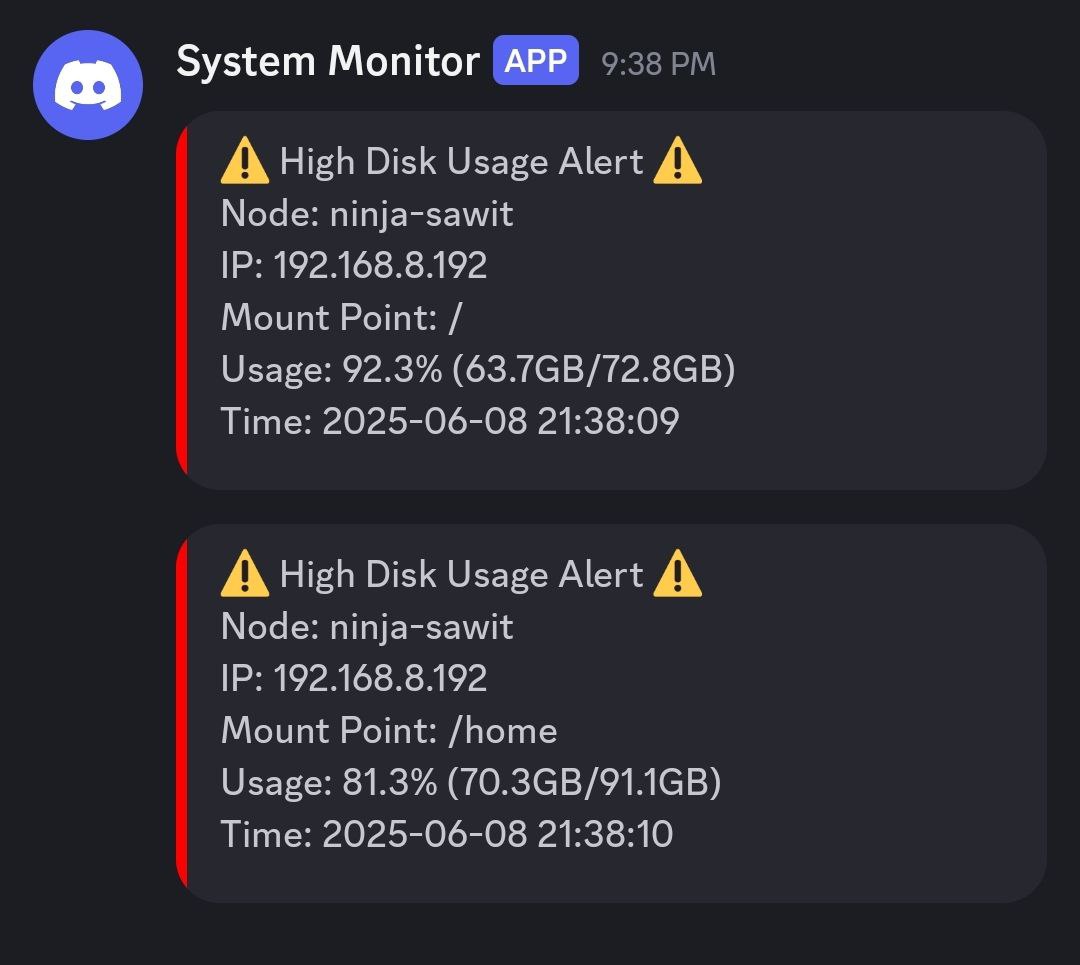 System Monitor APP 9:38 PM
⚠️ High Disk Usage Alert ⚠️
Node: ninja-sawit
IP: 192.168.8.192
Mount Point: /
Usage: 92.3% (63.7GB/72.8GB)
Time: 2025-06-08 21:38:09
⚠️ High Disk Usage Alert ⚠️
Node: ninja-sawit
IP: 192.168.8.192
Mount Point: /home
Usage: 81.3% (70.3GB/91.1GB)
Time: 2025-06-08 21:38:10